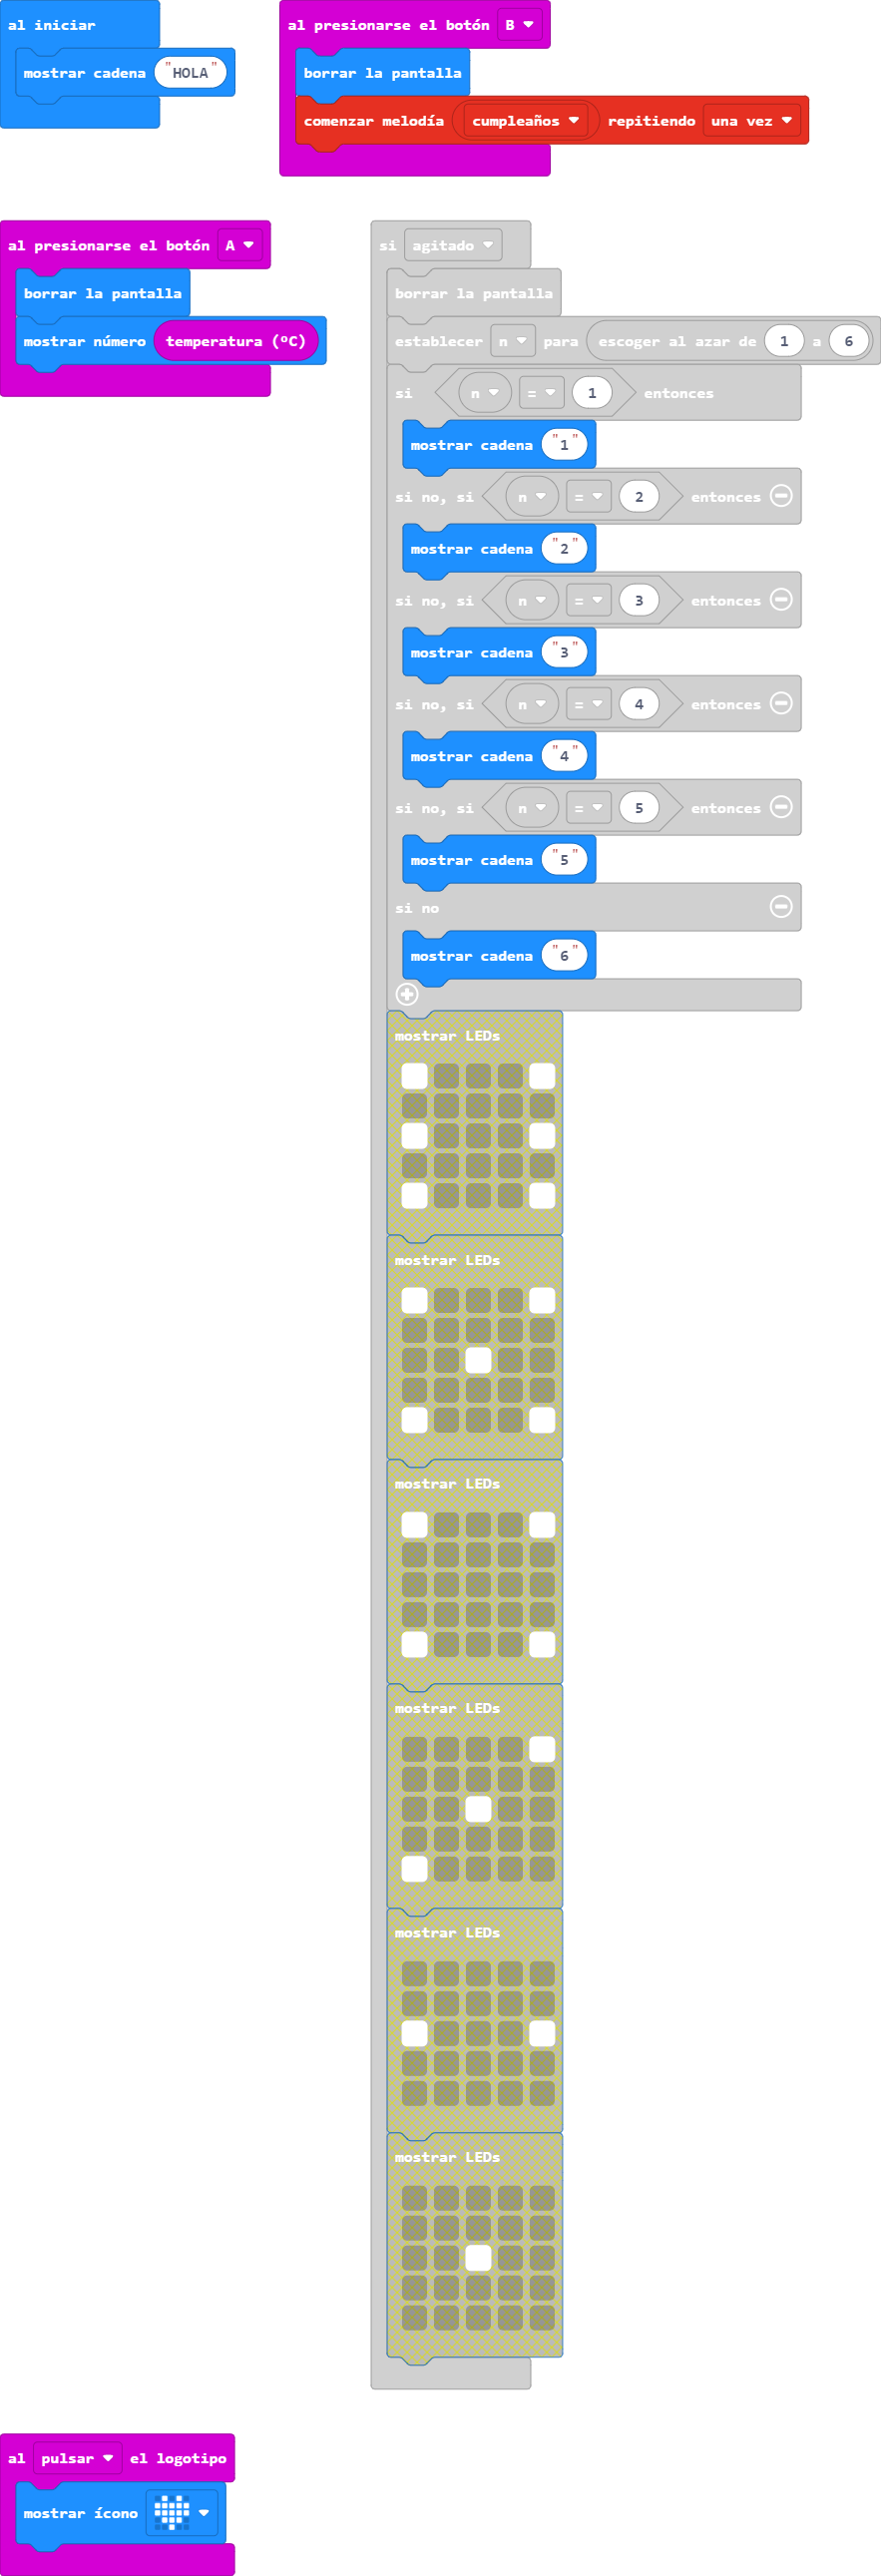 al iniciar
mostrar cadena "HOLA"
al presionarse el botón B
borrar la pantalla
comenzar melodía cumpleaños repitiendo una vez
al presionarse el botón A
borrar la pantalla
mostrar número temperatura (ºC)
si agitado
borrar la pantalla
establecer n para escoger al azar de 1 a 6
si n = 1 entonces
mostrar cadena "1"
si no, si n = 2 entonces
mostrar cadena "2"
si no, si n = 3 entonces
mostrar cadena "3"
si no, si n = 4 entonces
mostrar cadena "4"
si no, si n = 5 entonces
mostrar cadena "5"
si no
mostrar cadena "6"
mostrar LEDs
mostrar LEDs
mostrar LEDs
mostrar LEDs
mostrar LEDs
mostrar LEDs
al pulsar el logotipo
mostrar ícono